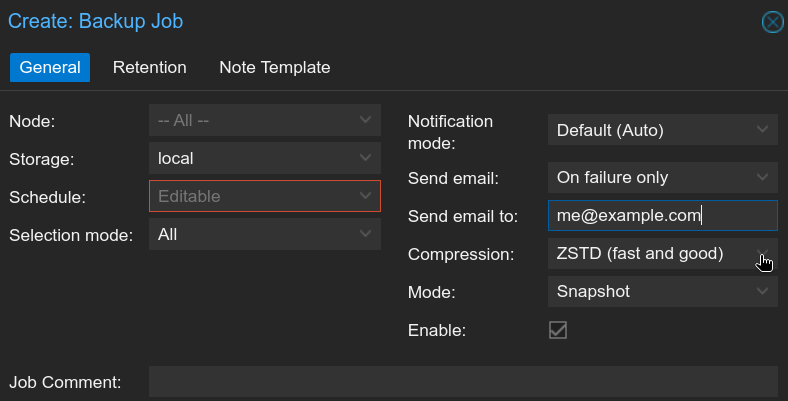 Create: Backup Job
General Retention Note Template
Node: -- All --
Storage: local
Schedule: Editable
Selection mode: All
Notification mode: Default (Auto)
Send email: On failure only
Send email to: me@example.com
Compression: ZSTD (fast and good)
Mode: Snapshot
Enable:
Job Comment: